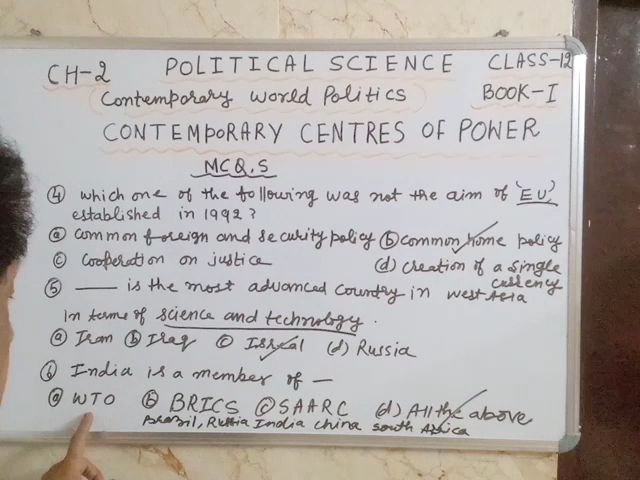 CH-2 POLITICAL SCIENCE CLASS-12
Contemporary World Politics BOOK-I
CONTEMPORARY CENTRES OF POWER
MCQ.S
④ Which one of the following was not the aim of 'EU'
established in 1992?
ⓐ Common foreign and security policy ⓑ Common home policy
ⓒ Cooperation on justice (d) Creation of a single
currency
⑤ ___ is the most advanced country in West Asia
In terms of science and technology.
ⓐ Iran ⓑ Iraq ⓒ Isreal (d) Russia
⑥ India is a member of —
ⓐ WTO ⓑ BRICS ⓒ SAARC (d) All the above
Brazil, Russia India China South Africa